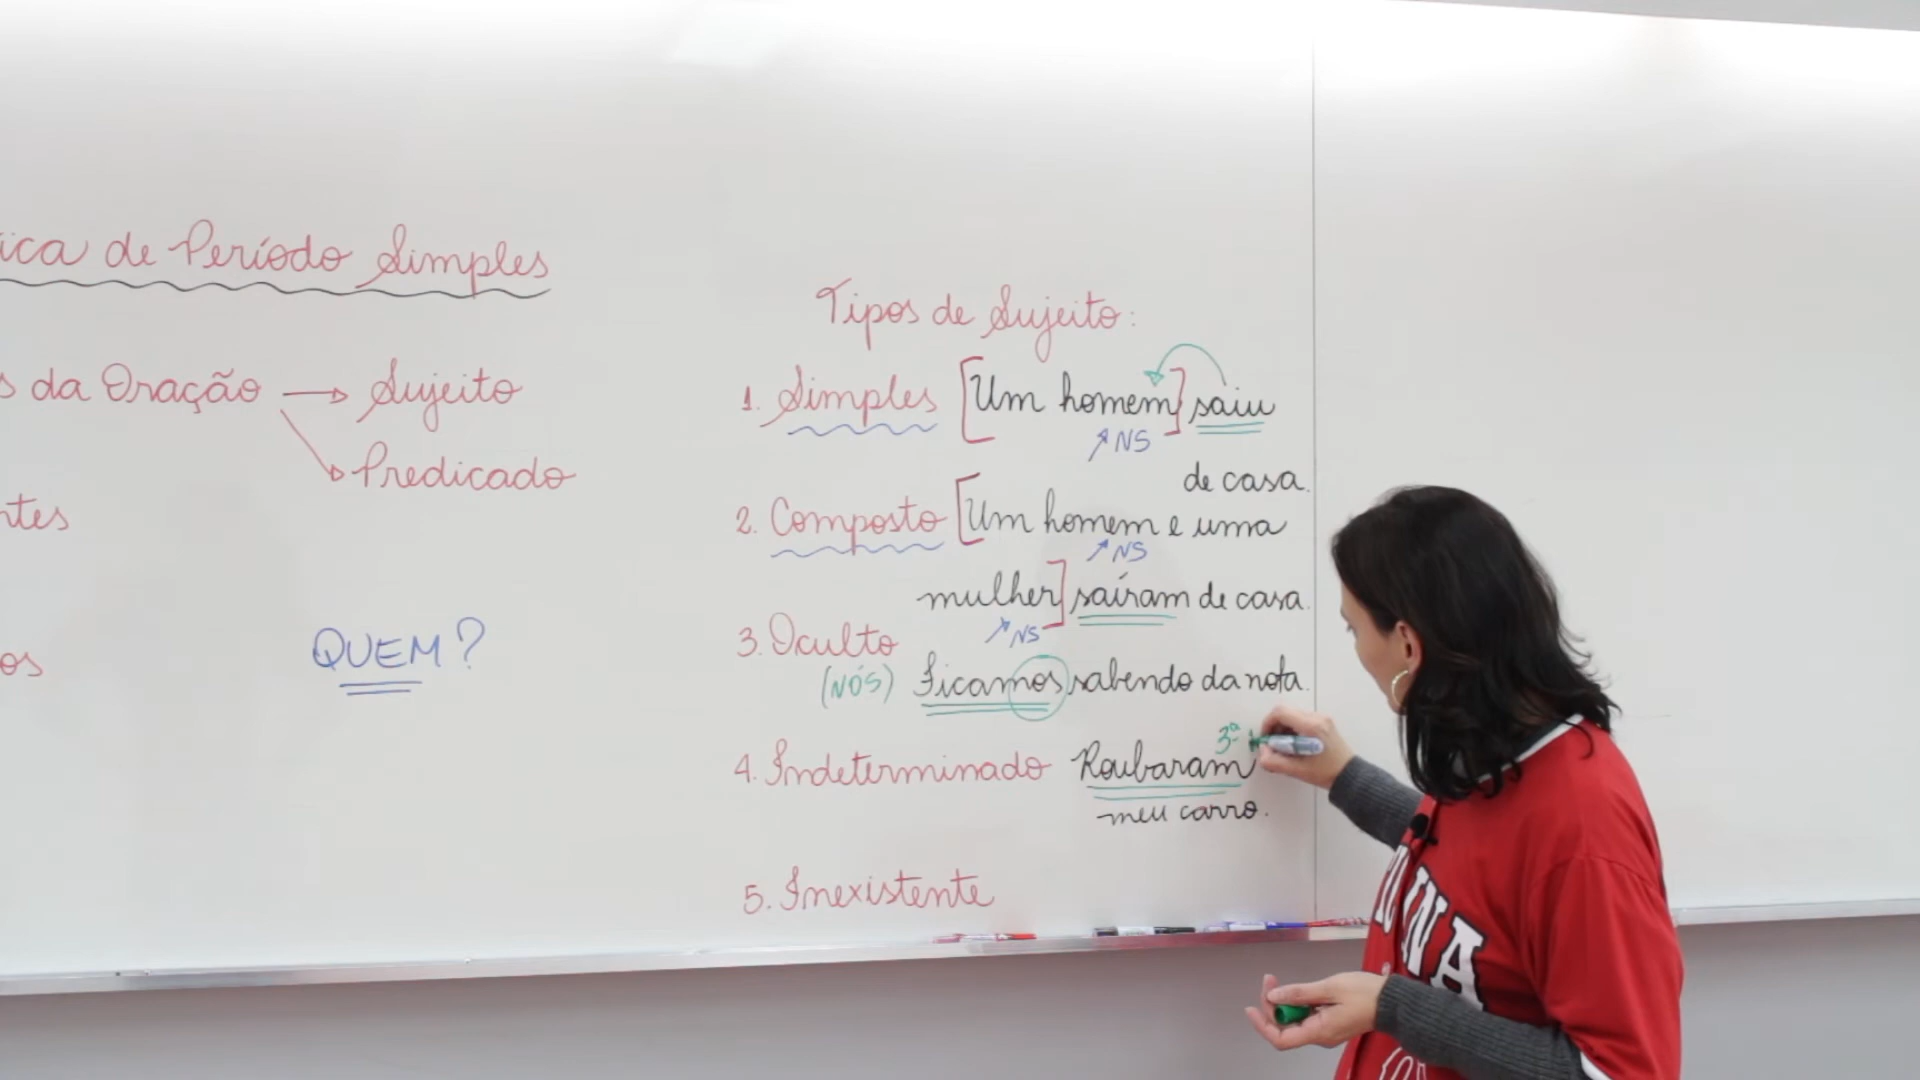 ica de Período Simples
s da Oração → Sujeito
Predicado
ntes
os
QUEM?
Tipos de Sujeito:
1. Simples [Um homem] saiu
NS
de casa.
2. Composto [Um homem e uma
NS
mulher] saíram de casa.
NS
3. Oculto
(NÓS) Ficamos sabendo da nota.
3ª
4. Indeterminado Roubaram
meu carro.
5. Inexistente